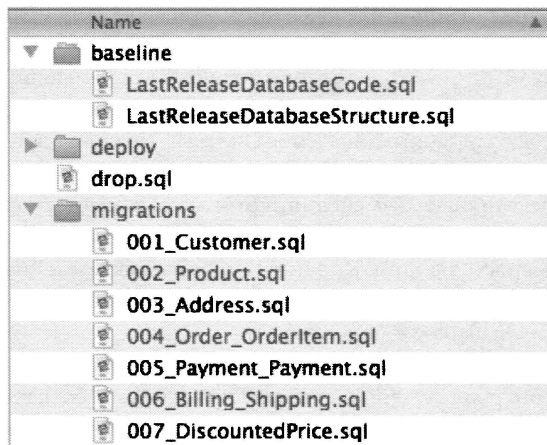 Name
baseline
LastReleaseDatabaseCode.sql
LastReleaseDatabaseStructure.sql
deploy
drop.sql
migrations
001_Customer.sql
002_Product.sql
003_Address.sql
004_Order_OrderItem.sql
005_Payment_Payment.sql
006_Billing_Shipping.sql
007_DiscountedPrice.sql